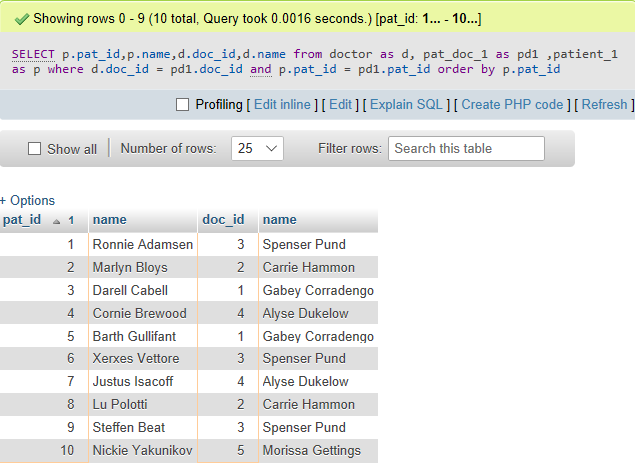 Showing rows 0 - 9 (10 total, Query took 0.0016 seconds.) [pat_id: 1... - 10...]
SELECT p.pat_id,p.name,d.doc_id,d.name from doctor as d, pat_doc_1 as pd1 ,patient_1
as p where d.doc_id = pd1.doc_id and p.pat_id = pd1.pat_id order by p.pat_id
Profiling [ Edit inline ] [ Edit ] [ Explain SQL ] [ Create PHP code ] [ Refresh ]
Show all | Number of rows: 25 Filter rows: Search this table
+ Options
pat_id 1 name doc_id name
1 Ronnie Adamsen 3 Spenser Pund
2 Marlyn Bloys 2 Carrie Hammon
3 Darell Cabell 1 Gabey Corradengo
4 Cornie Brewood 4 Alyse Dukelow
5 Barth Gullifant 1 Gabey Corradengo
6 Xerxes Vettore 3 Spenser Pund
7 Justus Isacoff 4 Alyse Dukelow
8 Lu Polotti 2 Carrie Hammon
9 Steffen Beat 3 Spenser Pund
10 Nickie Yakunikov 5 Morissa Gettings